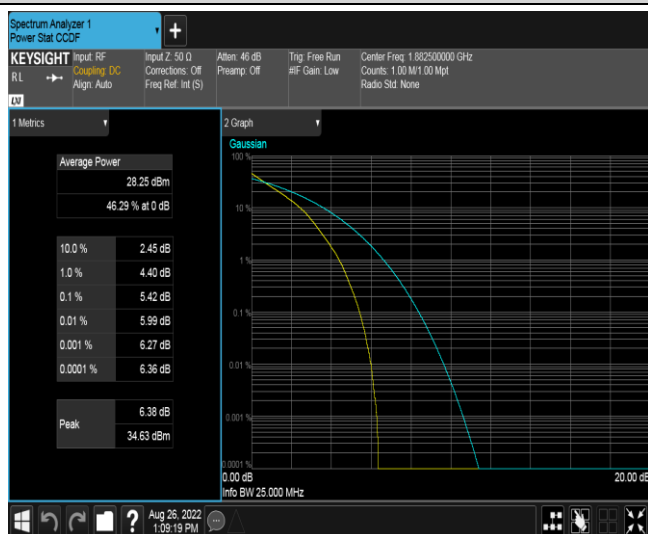 Spectrum Analyzer 1
Power Stat CCDF
KEYSIGHT
RL
LXI
Input: RF
Coupling: DC
Align: Auto
Input Z: 50 Ω
Corrections: Off
Freq Ref: Int (S)
Atten: 46 dB
Preamp: Off
Trig: Free Run
#IF Gain: Low
Center Freq: 1.882500000 GHz
Counts: 1.00 M/1.00 Mpt
Radio Std: None
1 Metrics
Average Power
28.25 dBm
46.29 % at 0 dB
10.0 % 2.45 dB
1.0 % 4.40 dB
0.1 % 5.42 dB
0.01 % 5.99 dB
0.001 % 6.27 dB
0.0001 % 6.36 dB
Peak
6.38 dB
34.63 dBm
2 Graph
Gaussian
100 %
10 %
1 %
0.1 %
0.01 %
0.001 %
0.0001 %
0.00 dB
20.00 dB
Info BW 25.000 MHz
Aug 26, 2022
1:09:19 PM